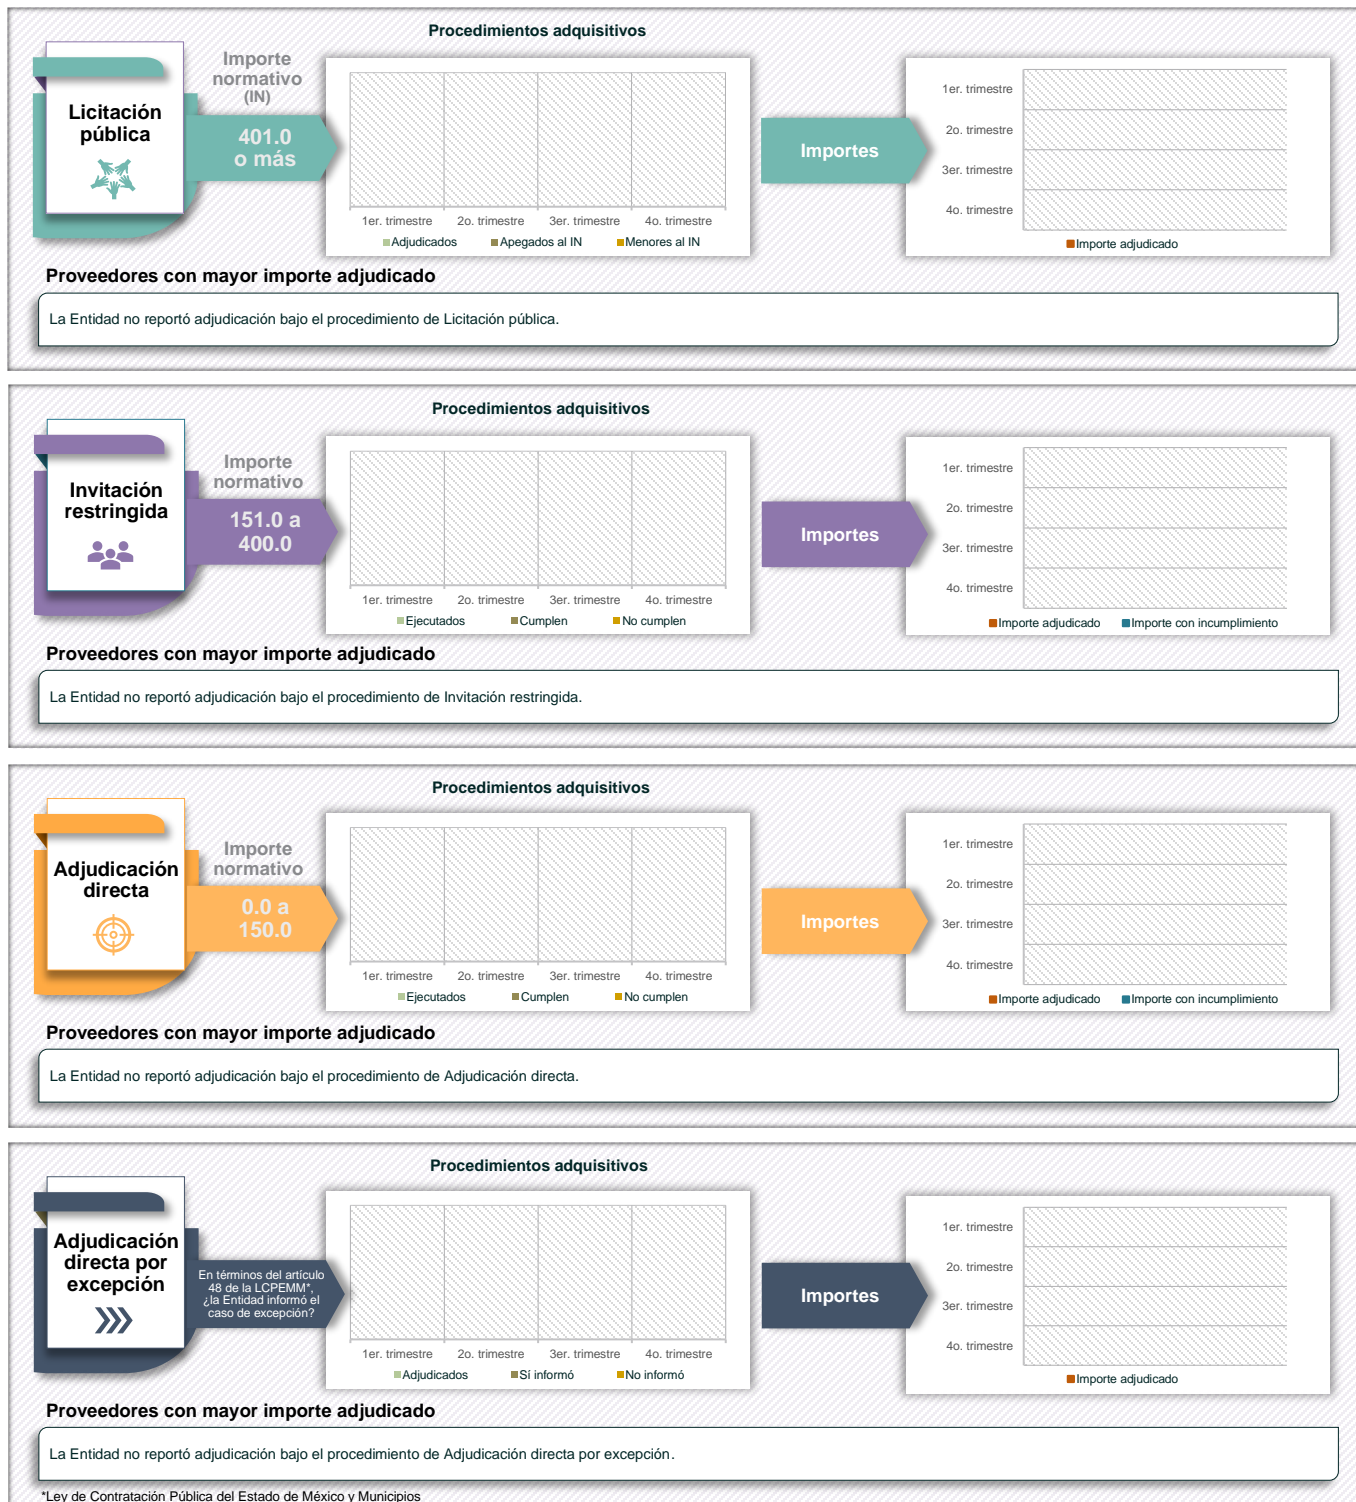 Procedimientos adquisitivos
Licitación
pública
Importe
normativo
(IN)
401.0
o más
1er. trimestre 2o. trimestre 3er. trimestre 4o. trimestre
Adjudicados Apegados al IN Menores al IN
Importes
1er. trimestre
2o. trimestre
3er. trimestre
4o. trimestre
Importe adjudicado
Proveedores con mayor importe adjudicado
La Entidad no reportó adjudicación bajo el procedimiento de Licitación pública.
Procedimientos adquisitivos
Invitación
restringida
Importe
normativo
151.0 a
400.0
1er. trimestre 2o. trimestre 3er. trimestre 4o. trimestre
Ejecutados Cumplen No cumplen
Importes
1er. trimestre
2o. trimestre
3er. trimestre
4o. trimestre
Importe adjudicado Importe con incumplimiento
Proveedores con mayor importe adjudicado
La Entidad no reportó adjudicación bajo el procedimiento de Invitación restringida.
Procedimientos adquisitivos
Adjudicación
directa
Importe
normativo
0.0 a
150.0
1er. trimestre 2o. trimestre 3er. trimestre 4o. trimestre
Ejecutados Cumplen No cumplen
Importes
1er. trimestre
2o. trimestre
3er. trimestre
4o. trimestre
Importe adjudicado Importe con incumplimiento
Proveedores con mayor importe adjudicado
La Entidad no reportó adjudicación bajo el procedimiento de Adjudicación directa.
Procedimientos adquisitivos
Adjudicación
directa por
excepción
En términos del artículo
48 de la LCPEMM*,
¿la Entidad informó el
caso de excepción?
1er. trimestre 2o. trimestre 3er. trimestre 4o. trimestre
Adjudicados Sí informó No informó
Importes
1er. trimestre
2o. trimestre
3er. trimestre
4o. trimestre
Importe adjudicado
Proveedores con mayor importe adjudicado
La Entidad no reportó adjudicación bajo el procedimiento de Adjudicación directa por excepción.
*Ley de Contratación Pública del Estado de México y Municipios